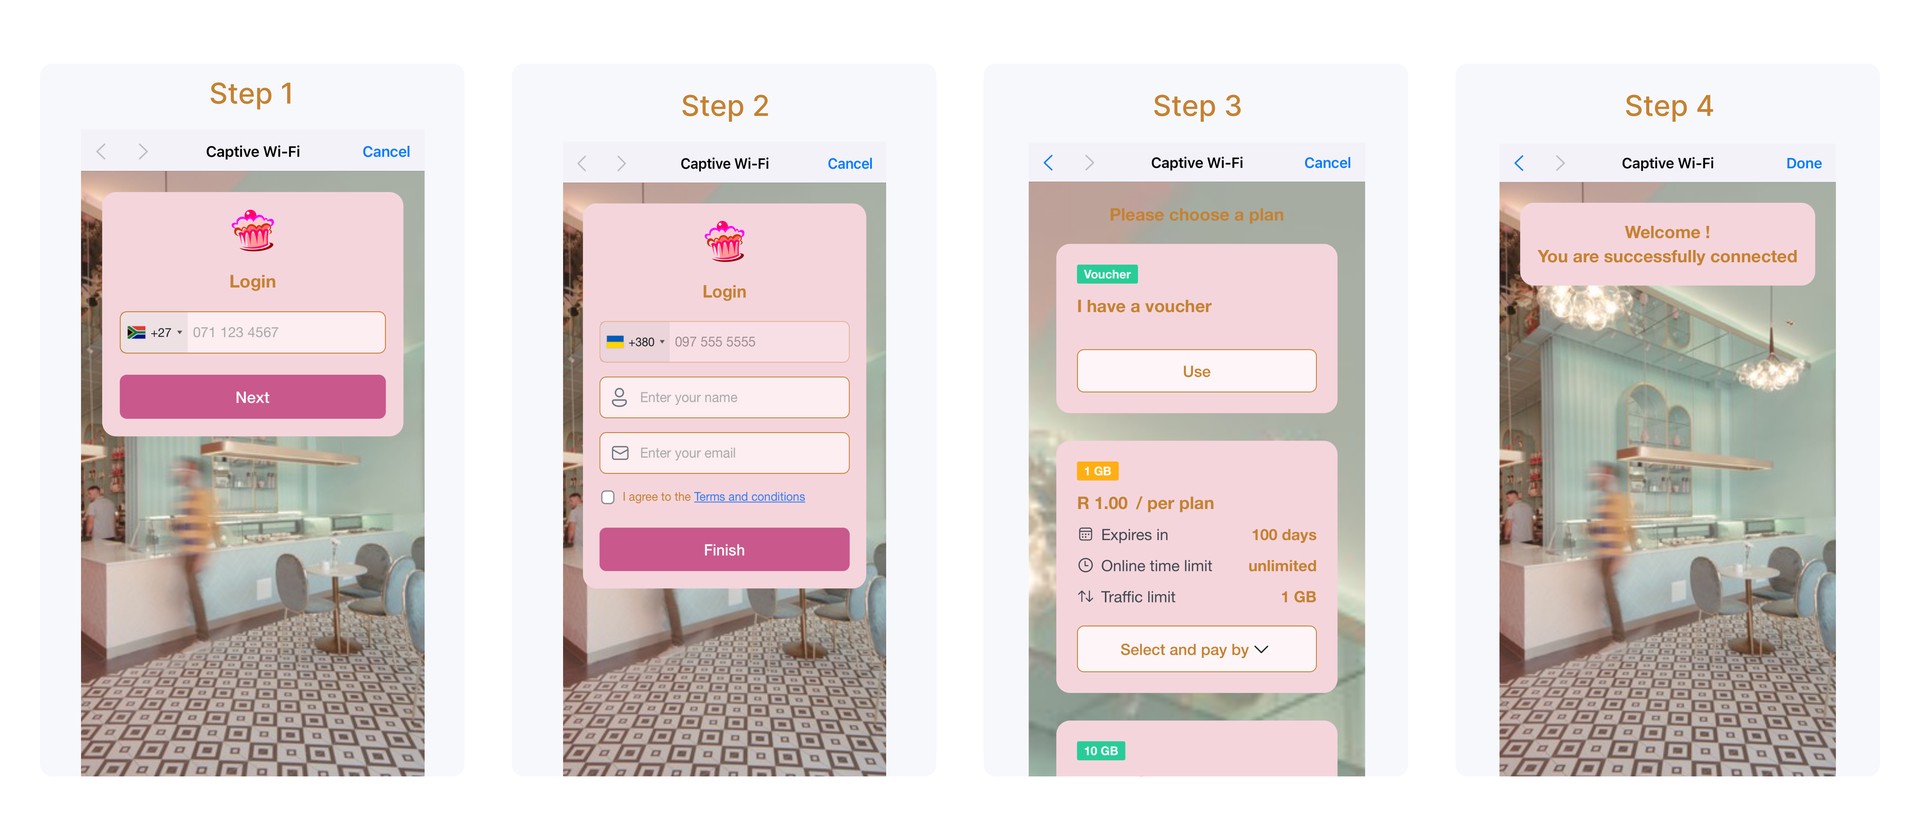 Step 1
Captive Wi-Fi
Cancel
Login
+27
071 123 4567
Next
Step 2
Captive Wi-Fi
Cancel
Login
+380
097 555 5555
Enter your name
Enter your email
I agree to the Terms and conditions
Finish
Step 3
Captive Wi-Fi
Cancel
Please choose a plan
Voucher
I have a voucher
Use
1 GB
R 1.00 / per plan
Expires in 100 days
Online time limit unlimited
Traffic limit 1 GB
Select and pay by
10 GB
Step 4
Captive Wi-Fi
Done
Welcome !
You are successfully connected